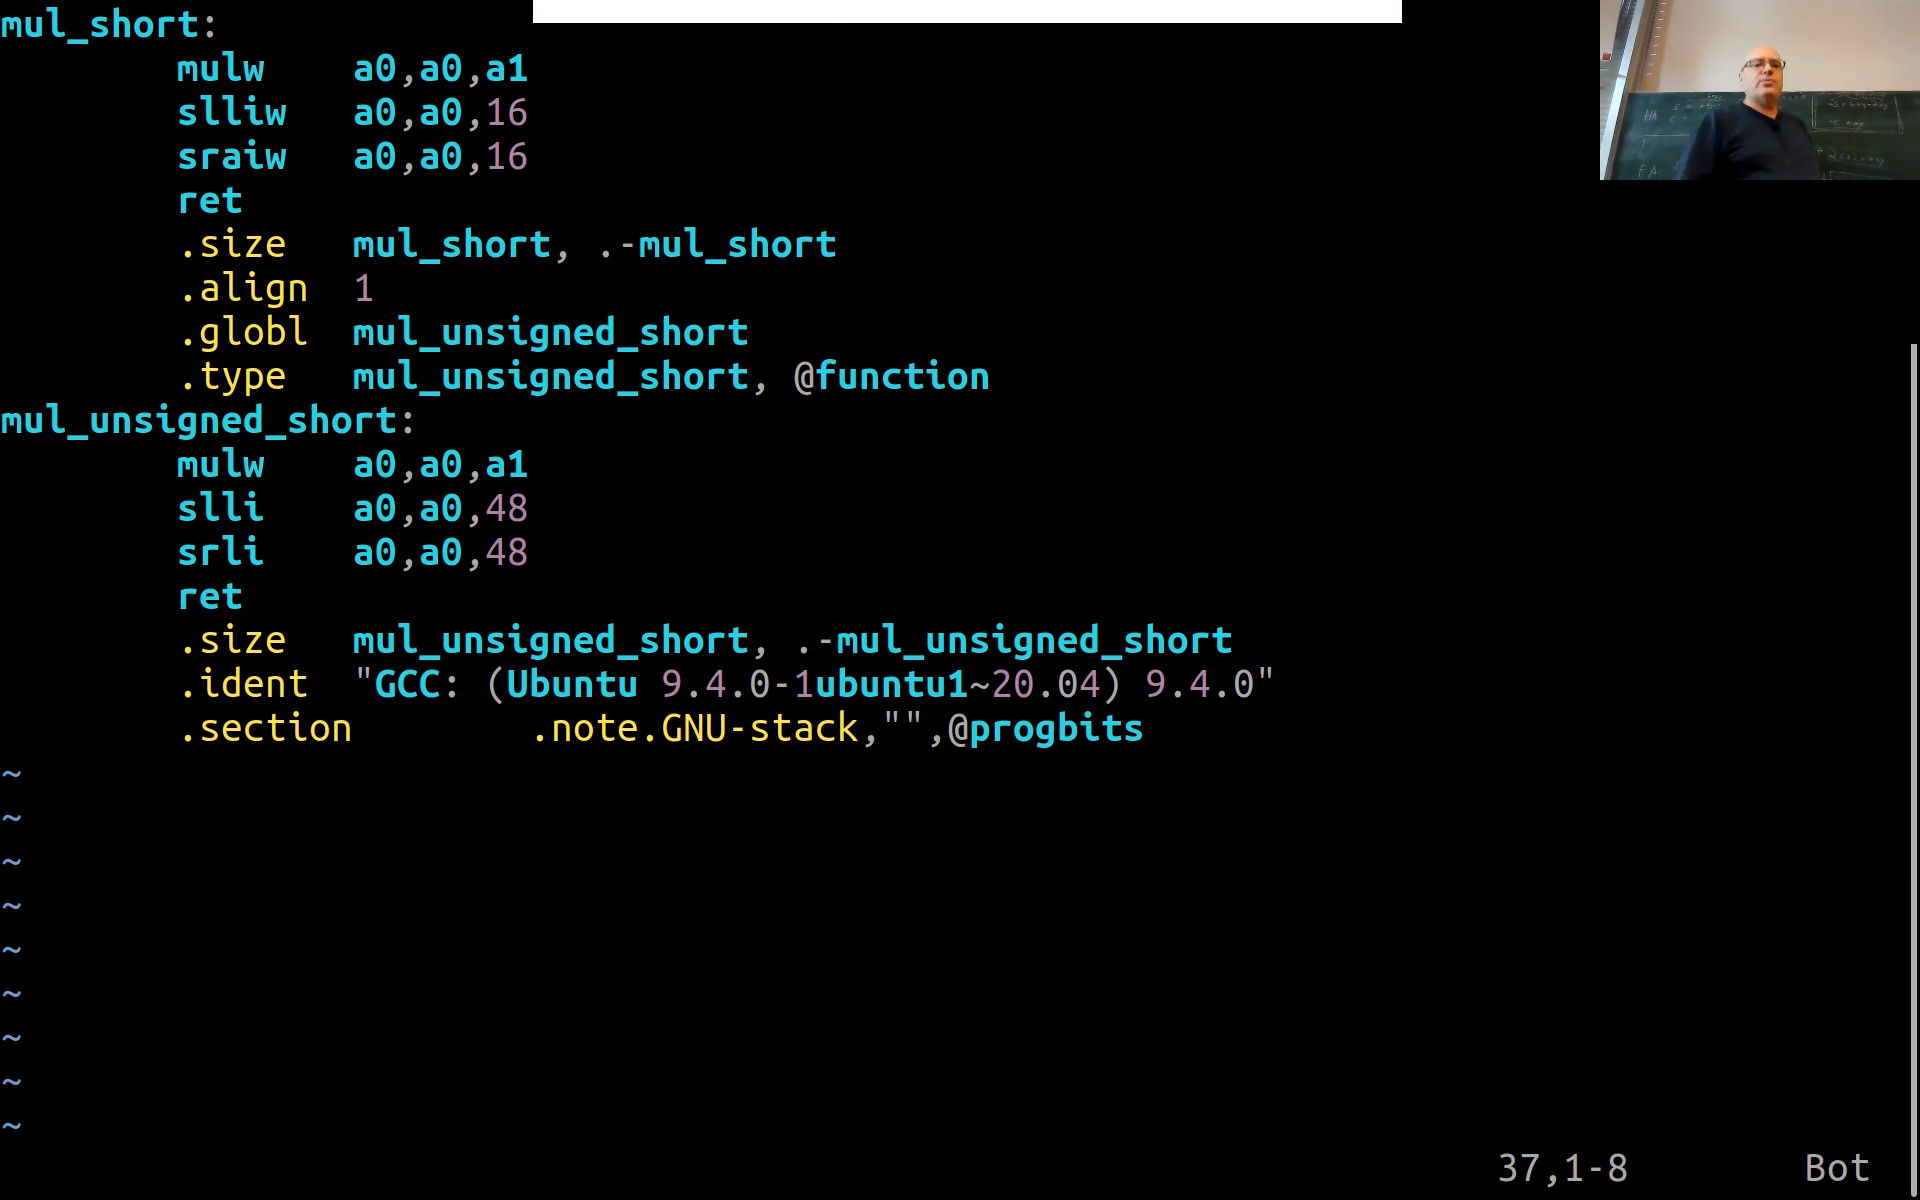 mul_short:
mulw a0,a0,a1
slliw a0,a0,16
sraiw a0,a0,16
ret
.size mul_short, .-mul_short
.align 1
.globl mul_unsigned_short
.type mul_unsigned_short, @function
mul_unsigned_short:
mulw a0,a0,a1
slli a0,a0,48
srli a0,a0,48
ret
.size mul_unsigned_short, .-mul_unsigned_short
.ident "GCC: (Ubuntu 9.4.0-1ubuntu1~20.04) 9.4.0"
.section .note.GNU-stack,"",@progbits
~
~
~
~
~
~
~
~
~
37,1-8 Bot
HA
FA